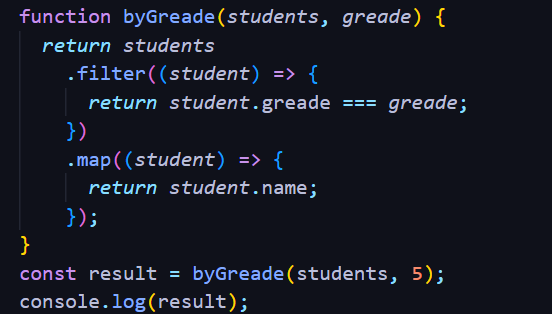 function byGreade(students, greade) {
  return students
    .filter((student) => {
      return student.greade === greade;
    })
    .map((student) => {
      return student.name;
    });
}
const result = byGreade(students, 5);
console.log(result);